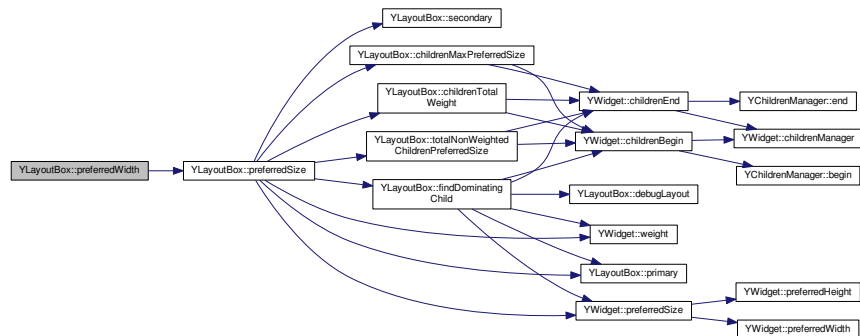 YLayoutBox::preferredWidth
YLayoutBox::preferredSize
YLayoutBox::secondary
YLayoutBox::childrenMaxPreferredSize
YLayoutBox::childrenTotal
Weight
YLayoutBox::totalNonWeighted
ChildrenPreferredSize
YLayoutBox::findDominating
Child
YWidget::childrenEnd
YWidget::childrenBegin
YLayoutBox::debugLayout
YWidget::weight
YLayoutBox::primary
YWidget::preferredSize
YChildrenManager::end
YWidget::childrenManager
YChildrenManager::begin
YWidget::preferredHeight
YWidget::preferredWidth